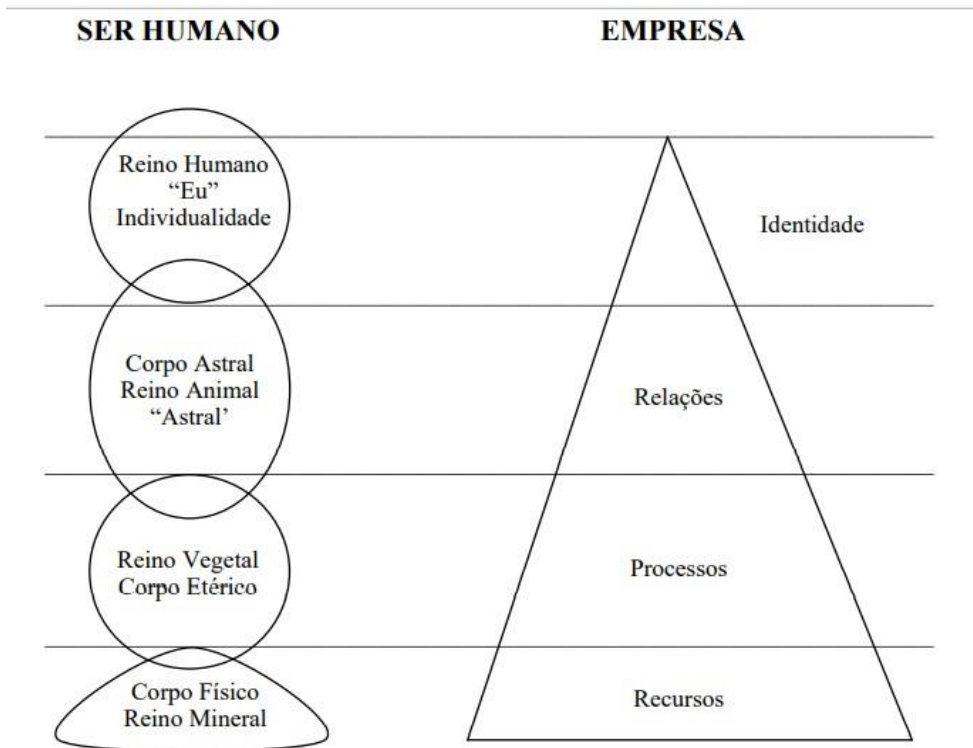 SER HUMANO
EMPRESA
Reino Humano
“Eu”
Individualidade
Identidade
Corpo Astral
Reino Animal
“Astral’
Relações
Reino Vegetal
Corpo Etérico
Processos
Corpo Físico
Reino Mineral
Recursos